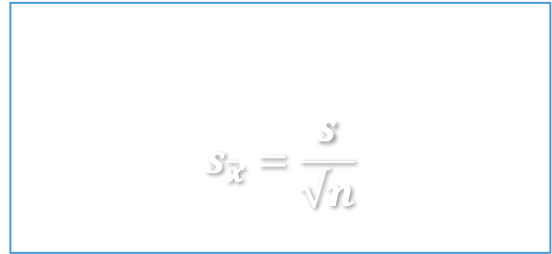 s_x̄ = s/√n